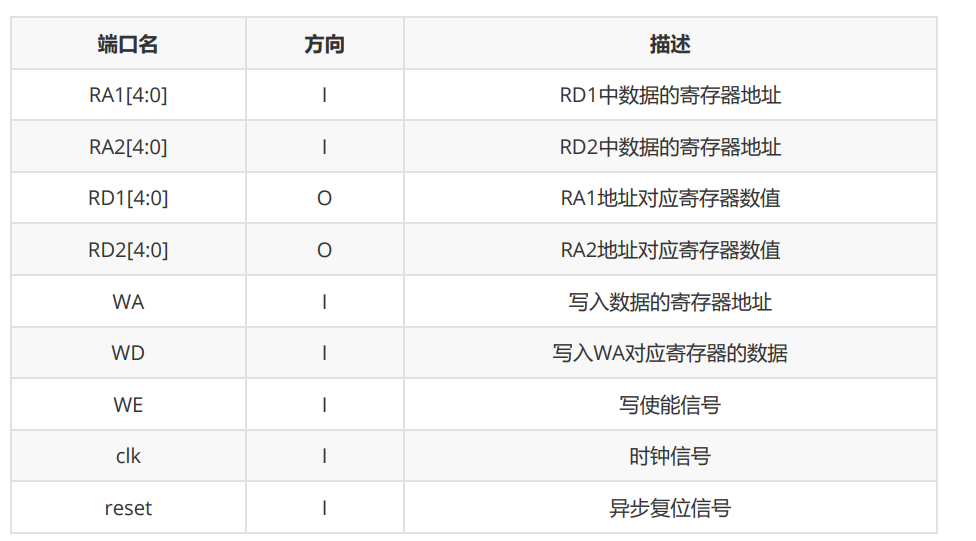 端口名 方向 描述
RA1[4:0] I RD1中数据的寄存器地址
RA2[4:0] I RD2中数据的寄存器地址
RD1[4:0] O RA1地址对应寄存器数值
RD2[4:0] O RA2地址对应寄存器数值
WA I 写入数据的寄存器地址
WD I 写入WA对应寄存器的数据
WE I 写使能信号
clk I 时钟信号
reset I 异步复位信号